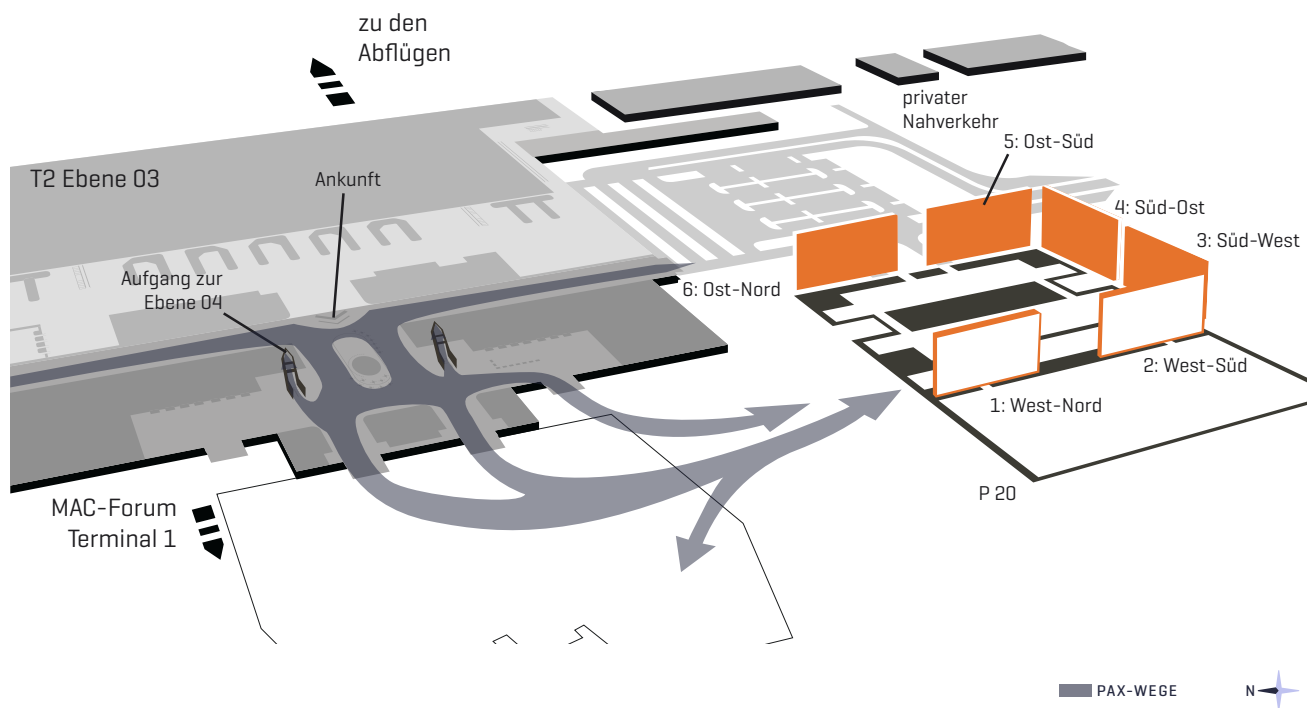 zu den
Abflügen
privater
Nahverkehr
5: Ost-Süd
T2 Ebene 03
Ankunft
4: Süd-Ost
3: Süd-West
Aufgang zur
Ebene 04
6: Ost-Nord
2: West-Süd
1: West-Nord
P 20
MAC-Forum
Terminal 1
PAX-WEGE
N